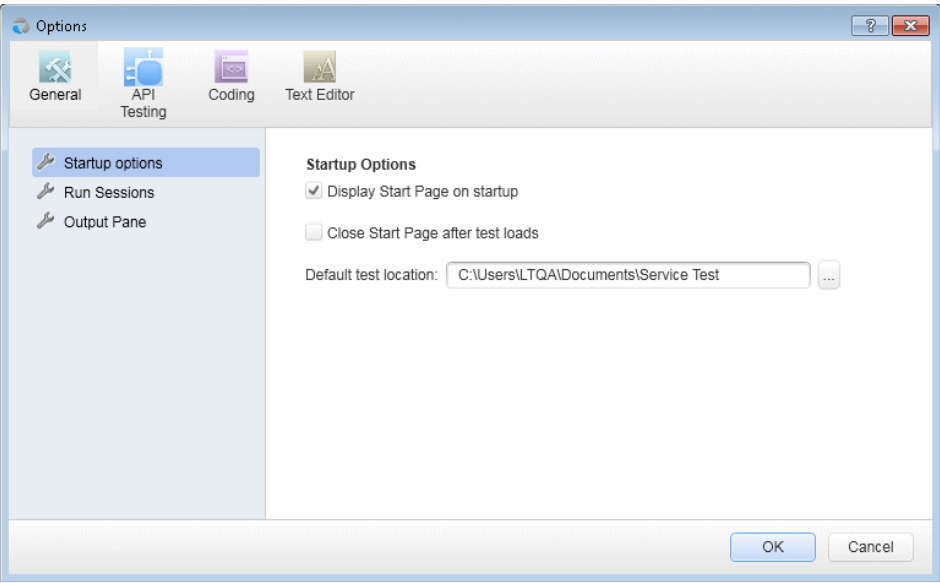 Options
General
API
Testing
Coding
Text Editor
Startup options
Run Sessions
Output Pane
Startup Options
Display Start Page on startup
Close Start Page after test loads
Default test location: C:\Users\LTQA\Documents\Service Test ...
OK Cancel